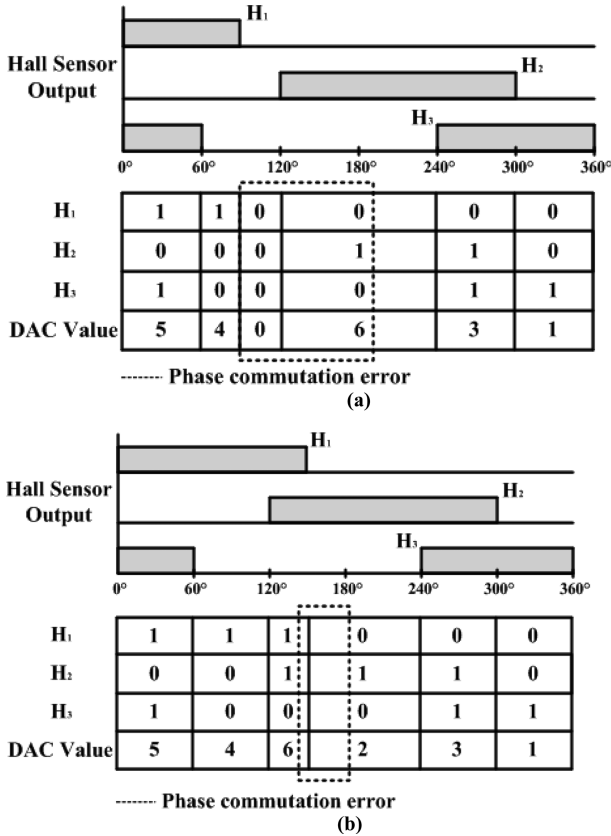 H₁
Hall Sensor
Output
H₂
H₃
0° 60° 120° 180° 240° 300° 360°
H₁ 1 1 0 0 0 0
H₂ 0 0 0 1 1 0
H₃ 1 0 0 0 1 1
DAC Value 5 4 0 6 3 1
Phase commutation error
(a)
H₁
Hall Sensor
Output
H₂
H₃
0° 60° 120° 180° 240° 300° 360°
H₁ 1 1 1 0 0 0
H₂ 0 0 1 1 1 0
H₃ 1 0 0 0 1 1
DAC Value 5 4 6 2 3 1
Phase commutation error
(b)